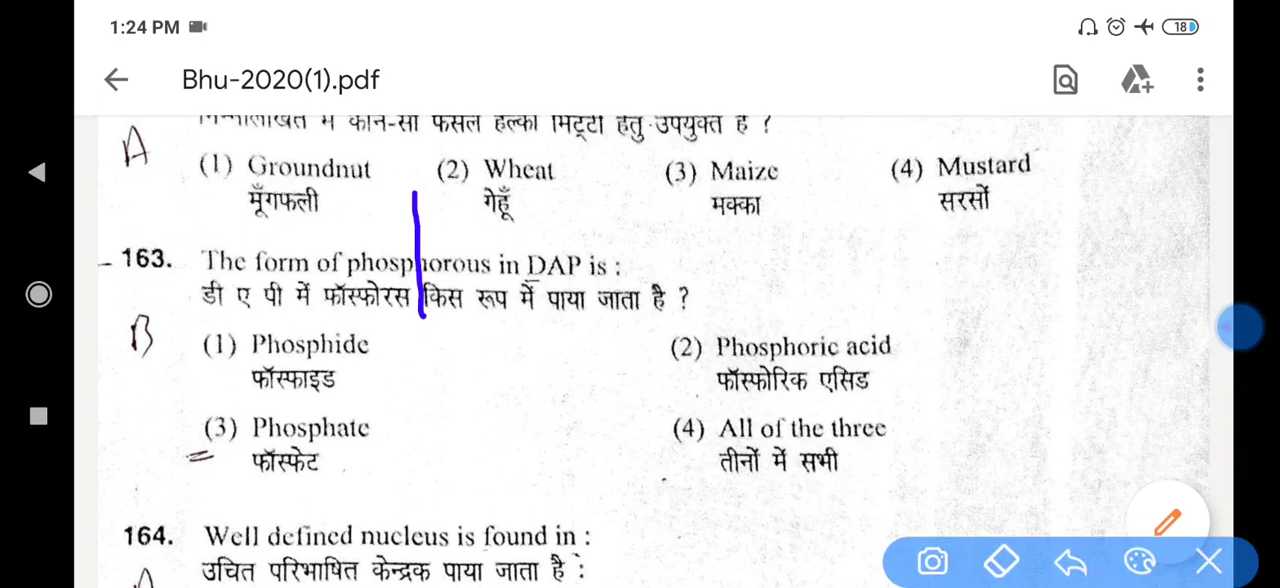 1:24 PM
18
Bhu-2020(1).pdf
निम्नलिखित में कौन-सी फसल हल्की मिट्टी हेतु उपयुक्त है ?
A
(1) Groundnut (2) Wheat (3) Maize (4) Mustard
मूँगफली गेहूँ मक्का सरसों
163. The form of phosphorous in DAP is :
डी ए पी में फॉस्फोरस किस रूप में पाया जाता है ?
B
(1) Phosphide (2) Phosphoric acid
फॉस्फाइड फॉस्फोरिक एसिड
(3) Phosphate (4) All of the three
फॉस्फेट तीनों में सभी
164. Well defined nucleus is found in :
उचित परिभाषित केन्द्रक पाया जाता है :